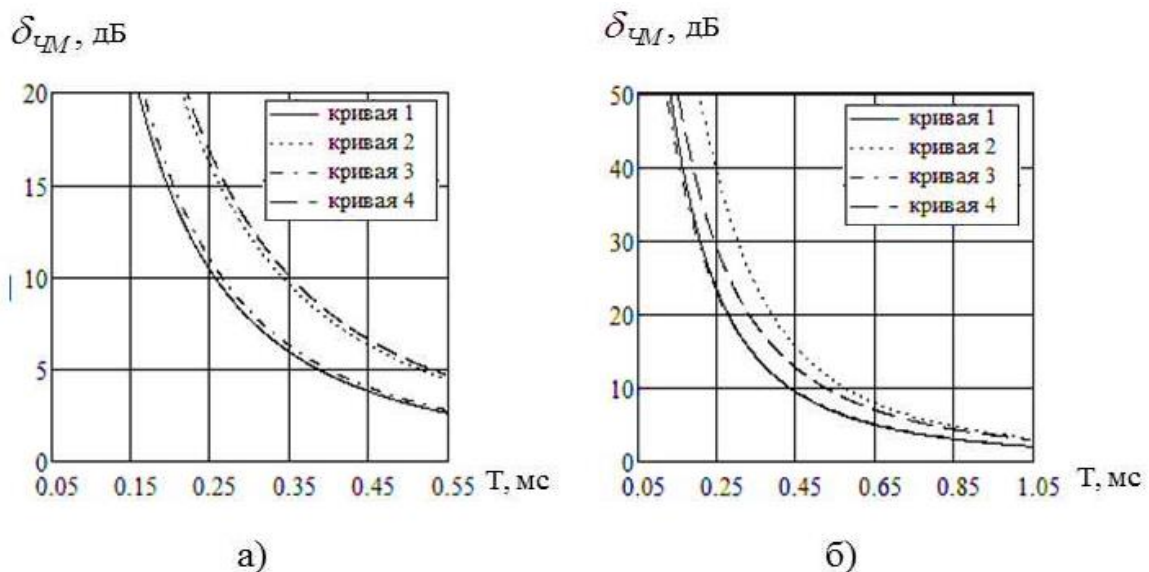 δЧМ, дБ
20
15
10
5
0
0.05 0.15 0.25 0.35 0.45 0.55 Т, мс
кривая 1
кривая 2
кривая 3
кривая 4
а)
δЧМ, дБ
50
40
30
20
10
0
0.05 0.25 0.45 0.65 0.85 1.05 Т, мс
кривая 1
кривая 2
кривая 3
кривая 4
б)